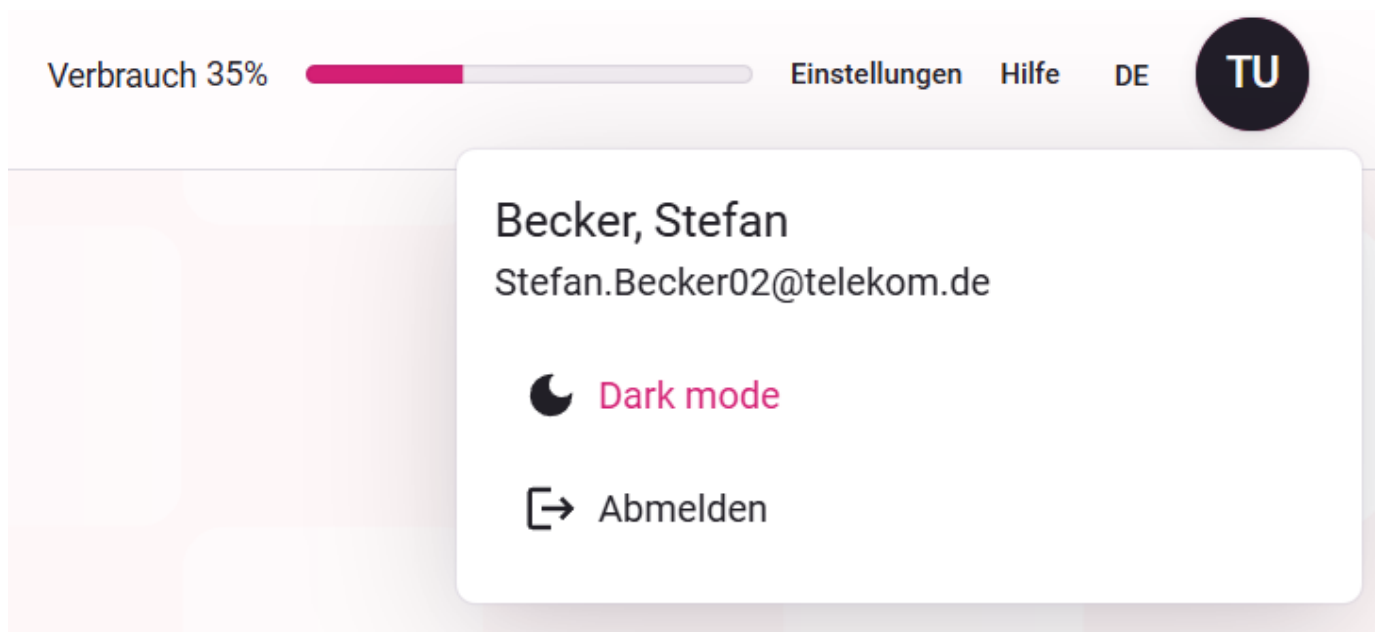 Verbrauch 35% Einstellungen Hilfe DE TU
Becker, Stefan
Stefan.Becker02@telekom.de
Dark mode
Abmelden